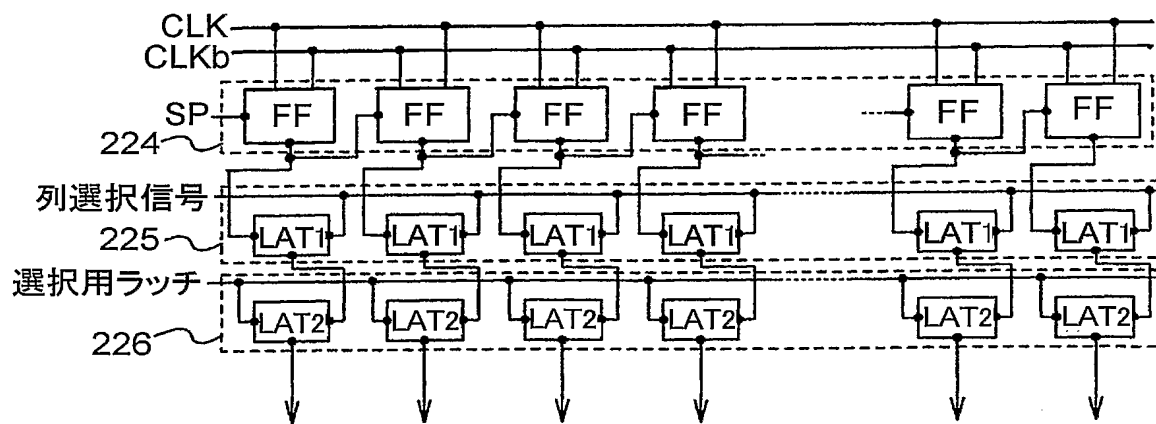 CLK
CLKb
SP FF FF FF FF FF FF
224
列選択信号
225 LAT1 LAT1 LAT1 LAT1 LAT1 LAT1
選択用ラッチ
226 LAT2 LAT2 LAT2 LAT2 LAT2 LAT2